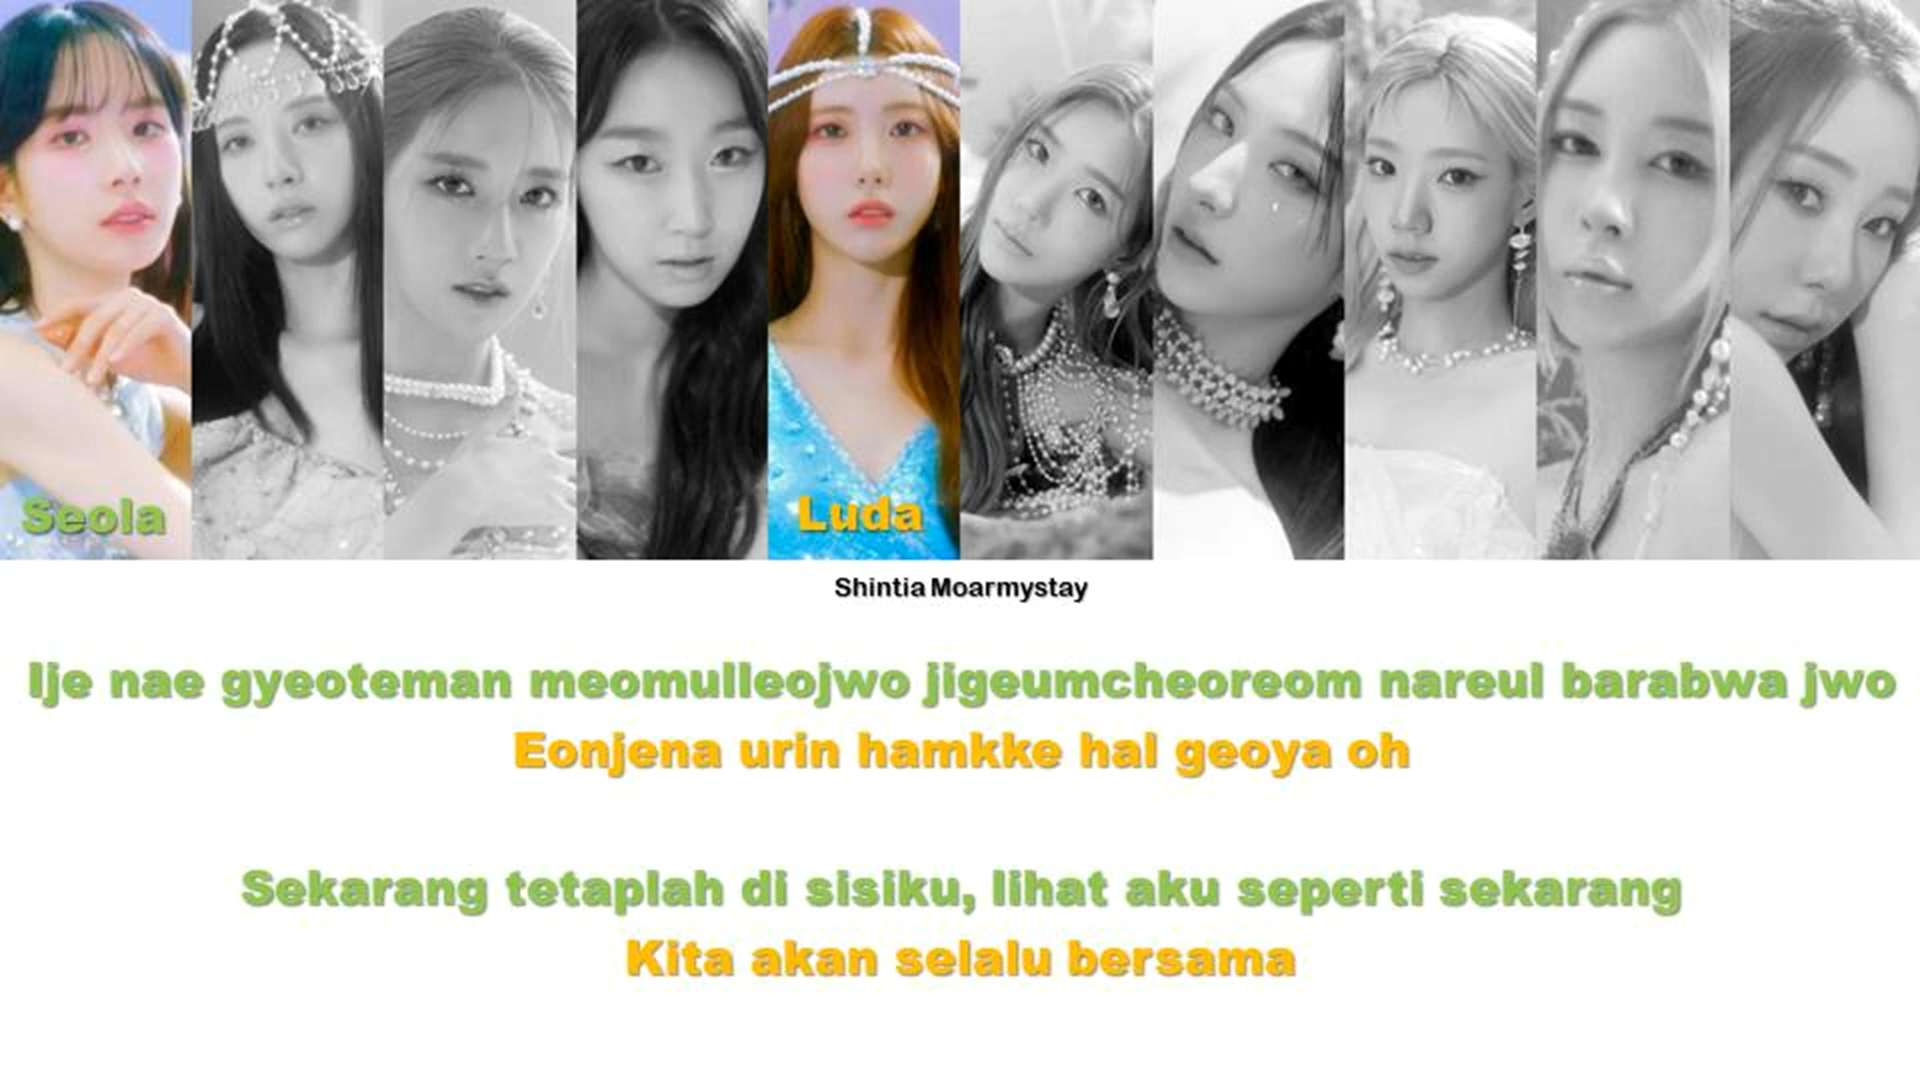 Seola
Luda
Shintia Moarmystay
Ije nae gyeoteman meomulleojwo jigeumcheoreom nareul barabwa jwo
Eonjena urin hamkke hal geoya oh
Sekarang tetaplah di sisiku, lihat aku seperti sekarang
Kita akan selalu bersama